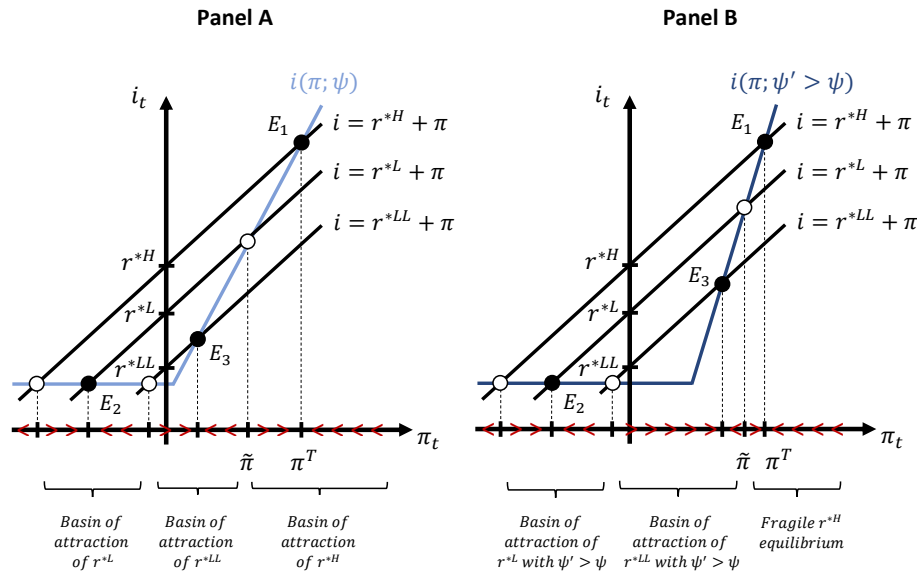 Panel A
i(π; ψ)
i_t
E_1
i = r^{*H} + π
i = r^{*L} + π
i = r^{*LL} + π
r^{*H}
r^{*L}
r^{*LL}
E_3
E_2
π_t
π̃
π^T
Basin of
attraction
of r^{*L}
Basin of
attraction
of r^{*LL}
Basin of
attraction
of r^{*H}
Panel B
i(π; ψ′ > ψ)
i_t
E_1
i = r^{*H} + π
i = r^{*L} + π
i = r^{*LL} + π
r^{*H}
E_3
r^{*L}
r^{*LL}
E_2
π_t
π̃
π^T
Basin of
attraction of
r^{*L} with ψ′ > ψ
Basin of
attraction of
r^{*LL} with ψ′ > ψ
Fragile r^{*H}
equilibrium